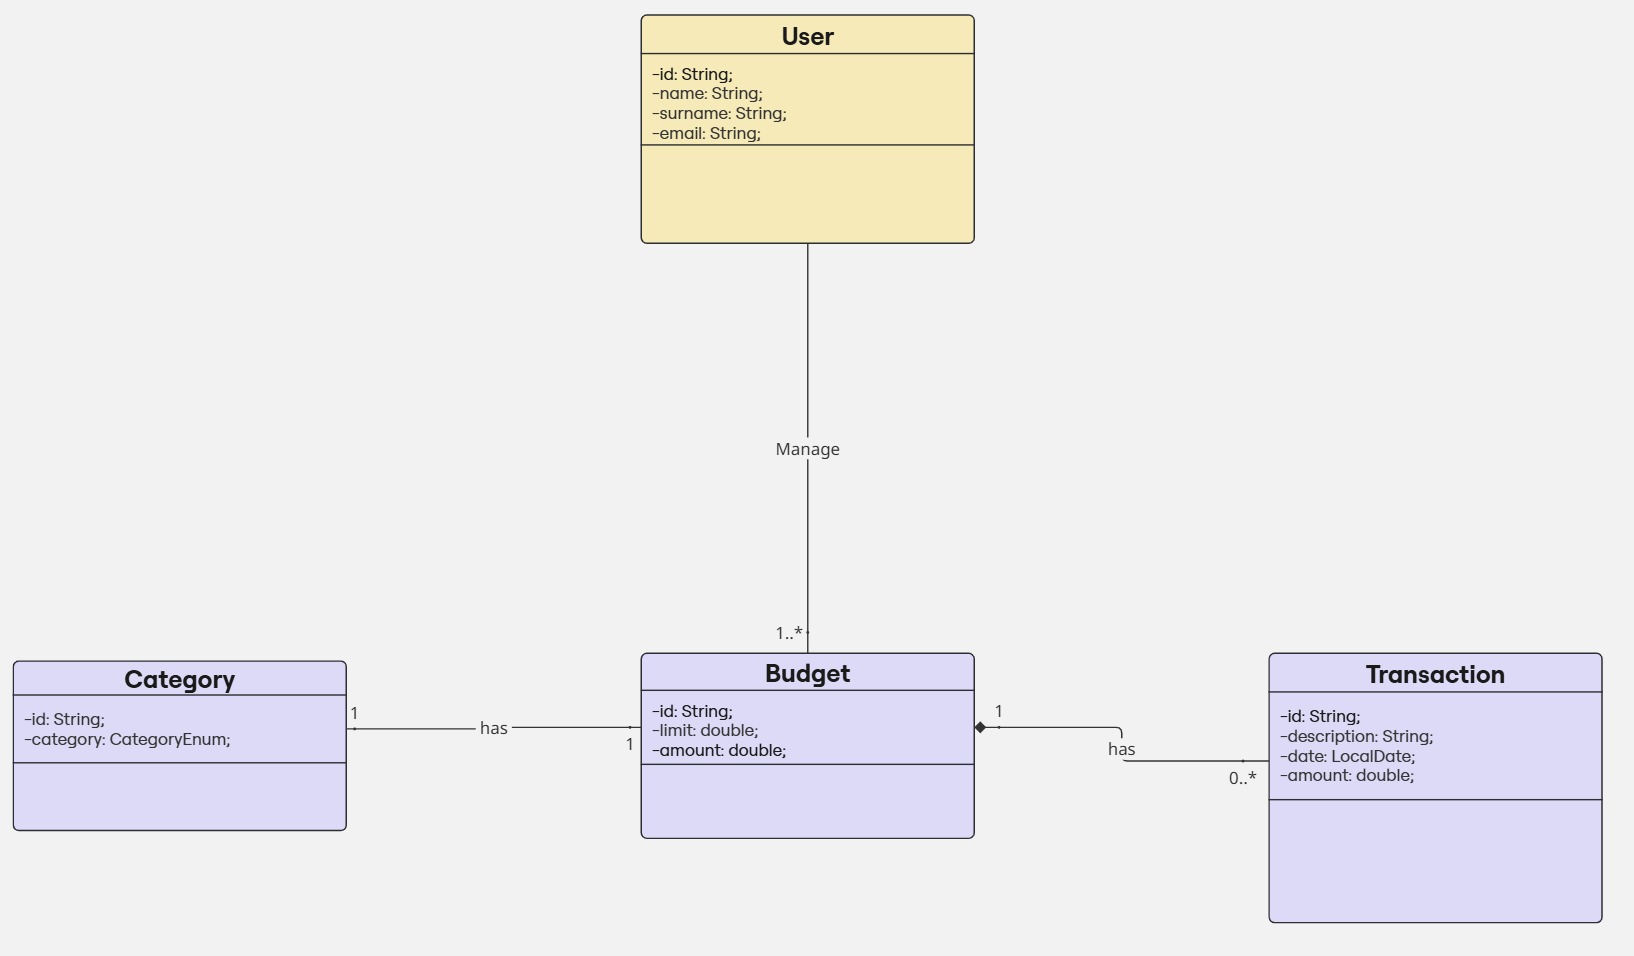 User
-id: String;
-name: String;
-surname: String;
-email: String;
Manage
1..*
Category
-id: String;
-category: CategoryEnum;
1
has
1
Budget
-id: String;
-limit: double;
-amount: double;
1
has
0..*
Transaction
-id: String;
-description: String;
-date: LocalDate;
-amount: double;